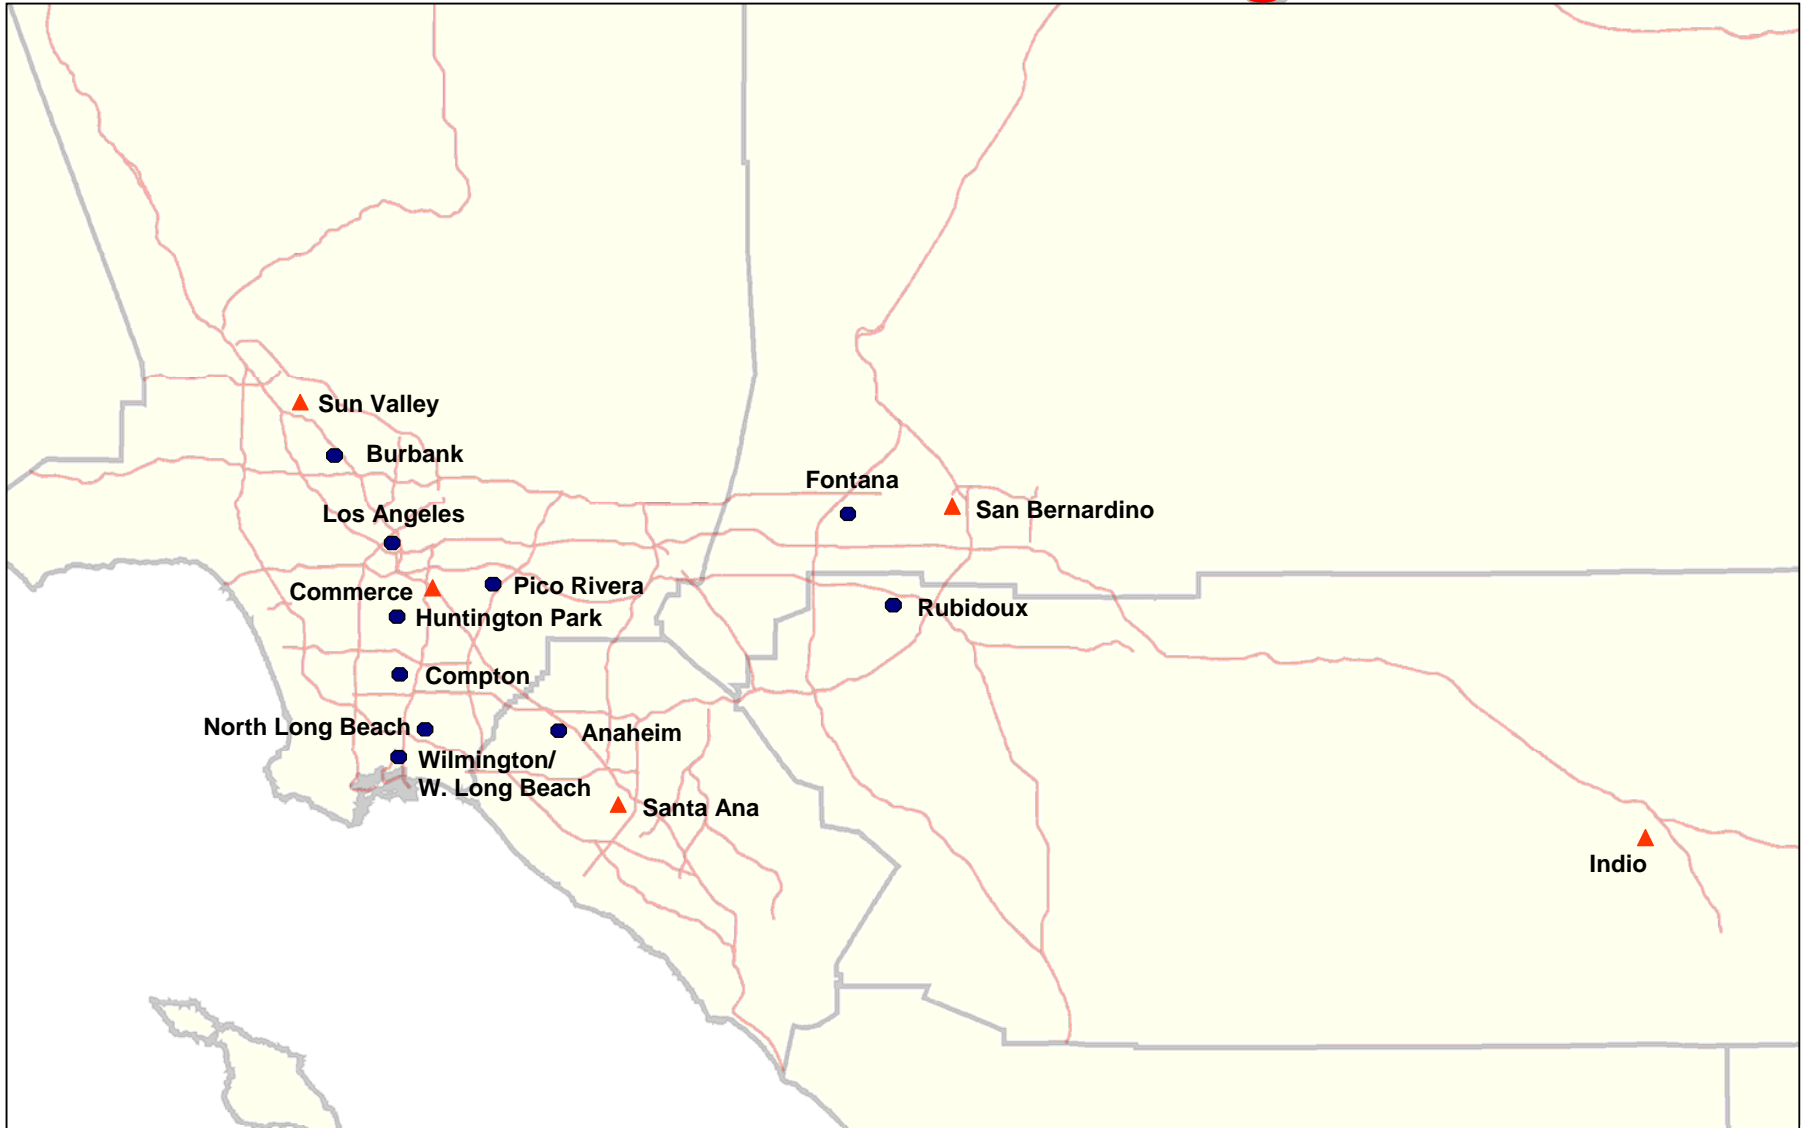 Sun Valley
Burbank
Fontana
Los Angeles
San Bernardino
Commerce
Pico Rivera
Huntington Park
Rubidoux
Compton
North Long Beach
Anaheim
Wilmington/
W. Long Beach
Santa Ana
Indio